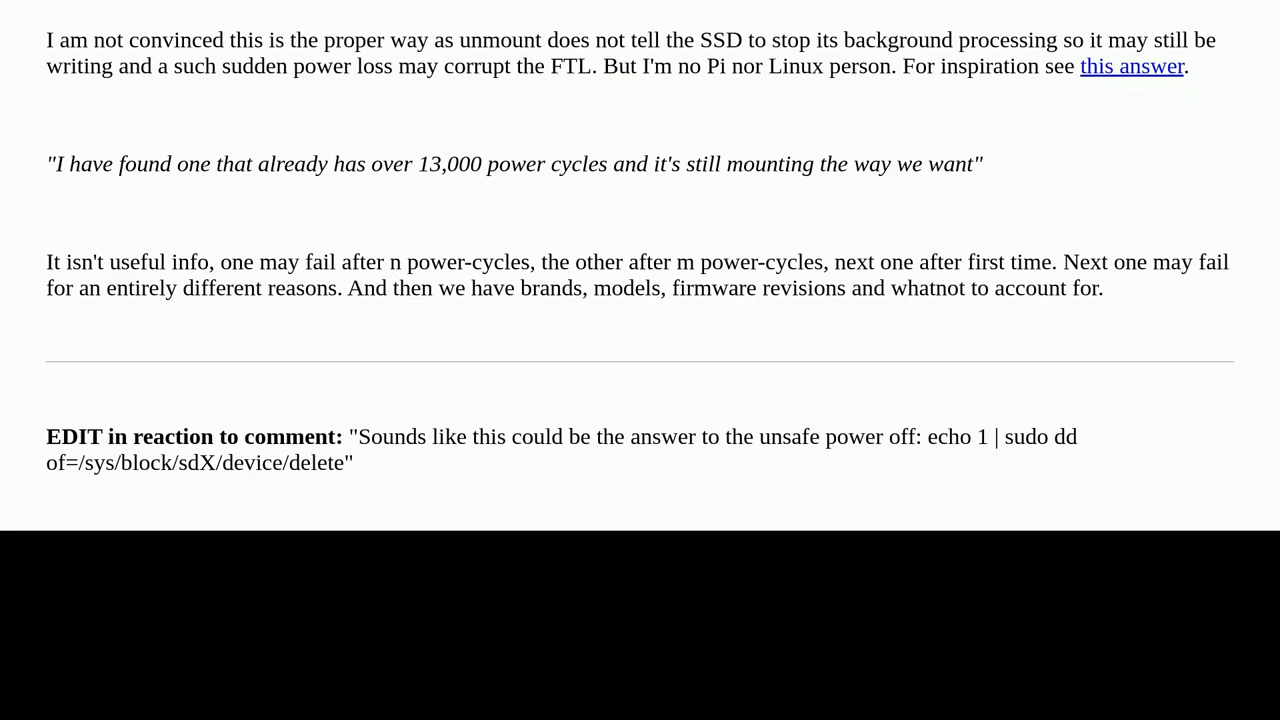 I am not convinced this is the proper way as unmount does not tell the SSD to stop its background processing so it may still be
writing and a such sudden power loss may corrupt the FTL. But I'm no Pi nor Linux person. For inspiration see this answer.
"I have found one that already has over 13,000 power cycles and it's still mounting the way we want"
It isn't useful info, one may fail after n power-cycles, the other after m power-cycles, next one after first time. Next one may fail
for an entirely different reasons. And then we have brands, models, firmware revisions and whatnot to account for.
EDIT in reaction to comment: "Sounds like this could be the answer to the unsafe power off: echo 1 | sudo dd
of=/sys/block/sdX/device/delete"